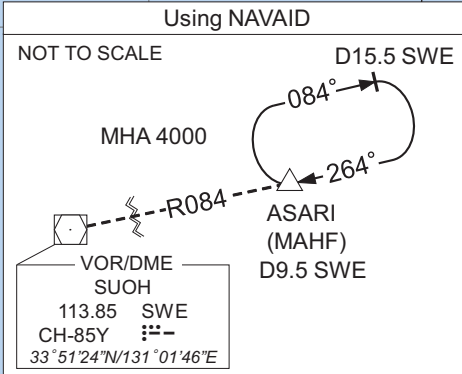 Using NAVAID
NOT TO SCALE
D15.5 SWE
084°
MHA 4000
264°
R084
ASARI
(MAHF)
D9.5 SWE
VOR/DME
SUOH
113.85 SWE
CH-85Y
33°51'24"N/131°01'46"E